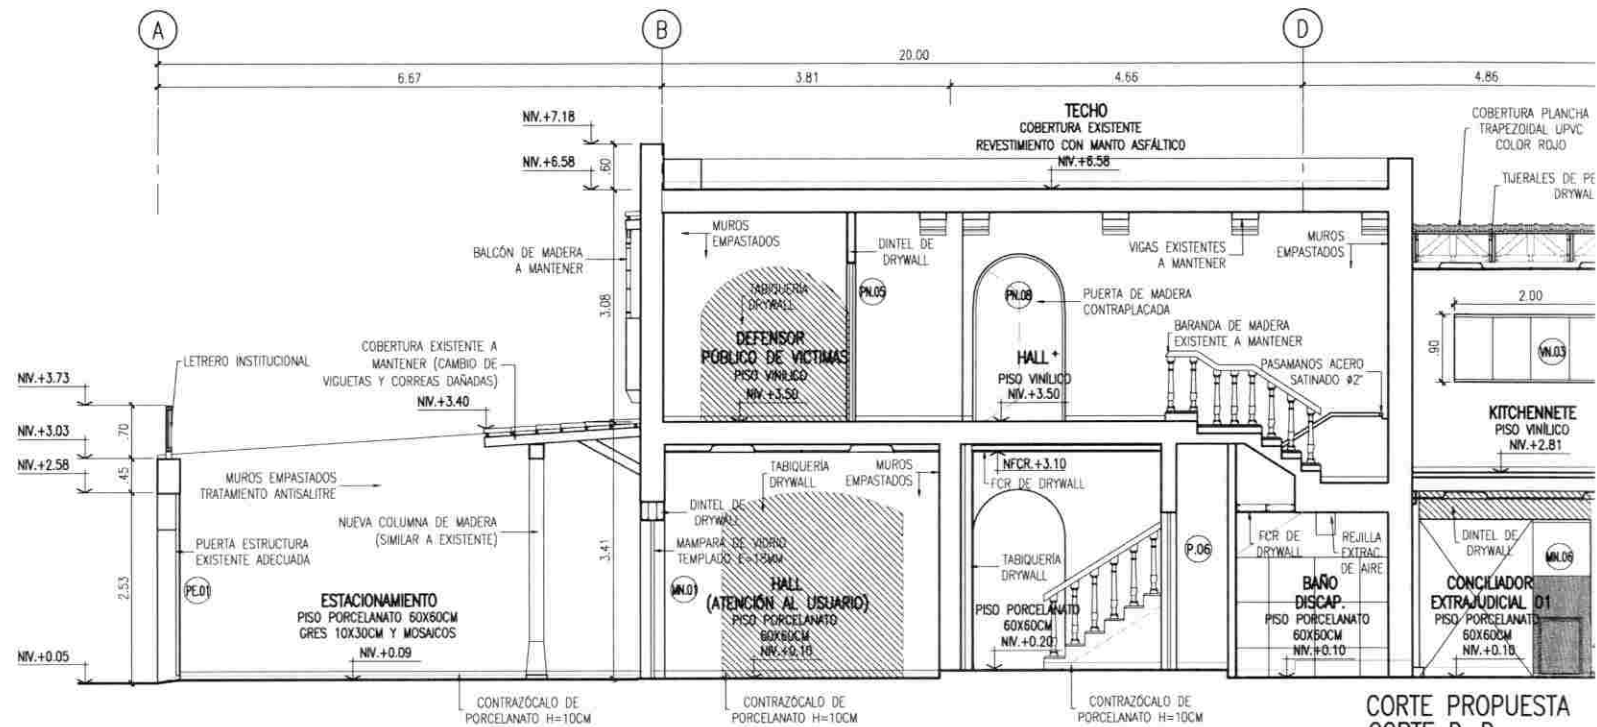 A
B
D
20.00
6.67
3.81
4.66
4.86
NIV.+7.18
NIV.+6.58
.60
TECHO
COBERTURA EXISTENTE
REVESTIMIENTO CON MANTO ASFÁLTICO
NIV.+6.58
COBERTURA PLANCHA
TRAPEZOIDAL UPVC
COLOR ROJO
TIJERALES DE PE
DRYWAL
BALCÓN DE MADERA
A MANTENER
3.08
MUROS
EMPASTADOS
DINTEL DE
DRYWALL
VIGAS EXISTENTES
A MANTENER
MUROS
EMPASTADOS
TABIQUERÍA
DRYWALL
PN.05
PN.08
PUERTA DE MADERA
CONTRAPLACADA
2.00
.90
VN.03
DEFENSOR
PÚBLICO DE VICTIMAS
PISO VINÍLICO
NIV.+3.50
HALL
PISO VINÍLICO
NIV.+3.50
BARANDA DE MADERA
EXISTENTE A MANTENER
PASAMANOS ACERO
SATINADO ø2"
KITCHENNETE
PISO VINÍLICO
NIV.+2.81
LETRERO INSTITUCIONAL
COBERTURA EXISTENTE A
MANTENER (CAMBIO DE
VIGUETAS Y CORREAS DAÑADAS)
NIV.+3.40
NIV.+3.73
.70
NIV.+3.03
.45
NIV.+2.58
MUROS EMPASTADOS
TRATAMIENTO ANTISALITRE
NUEVA COLUMNA DE MADERA
(SIMILAR A EXISTENTE)
PUERTA ESTRUCTURA
EXISTENTE ADECUADA
PE.01
2.53
3.41
ESTACIONAMIENTO
PISO PORCELANATO 60X60CM
GRES 10X30CM Y MOSAICOS
NIV.+0.09
NIV.+0.05
TABIQUERÍA
DRYWALL
MUROS
EMPASTADOS
DINTEL DE
DRYWALL
MAMPARA DE VIDRIO
TEMPLADO E=18MM
MN.01
HALL
(ATENCIÓN AL USUARIO)
PISO PORCELANATO
60X60CM
NIV.+0.10
NFCR.+3.10
FCR DE DRYWALL
TABIQUERÍA
DRYWALL
PISO PORCELANATO
60X60CM
NIV.+0.20
P.06
FCR DE
DRYWALL
REJILLA
EXTRAC.
DE AIRE
BAÑO
DISCAP.
PISO PORCELANATO
60X60CM
NIV.+0.10
DINTEL DE
DRYWALL
MN.06
CONCILIADOR
EXTRAJUDICIAL 01
PISO PORCELANATO
60X60CM
NIV.+0.10
CONTRAZÓCALO DE
PORCELANATO H=10CM
CONTRAZÓCALO DE
PORCELANATO H=10CM
CONTRAZÓCALO DE
PORCELANATO H=10CM
CORTE PROPUESTA